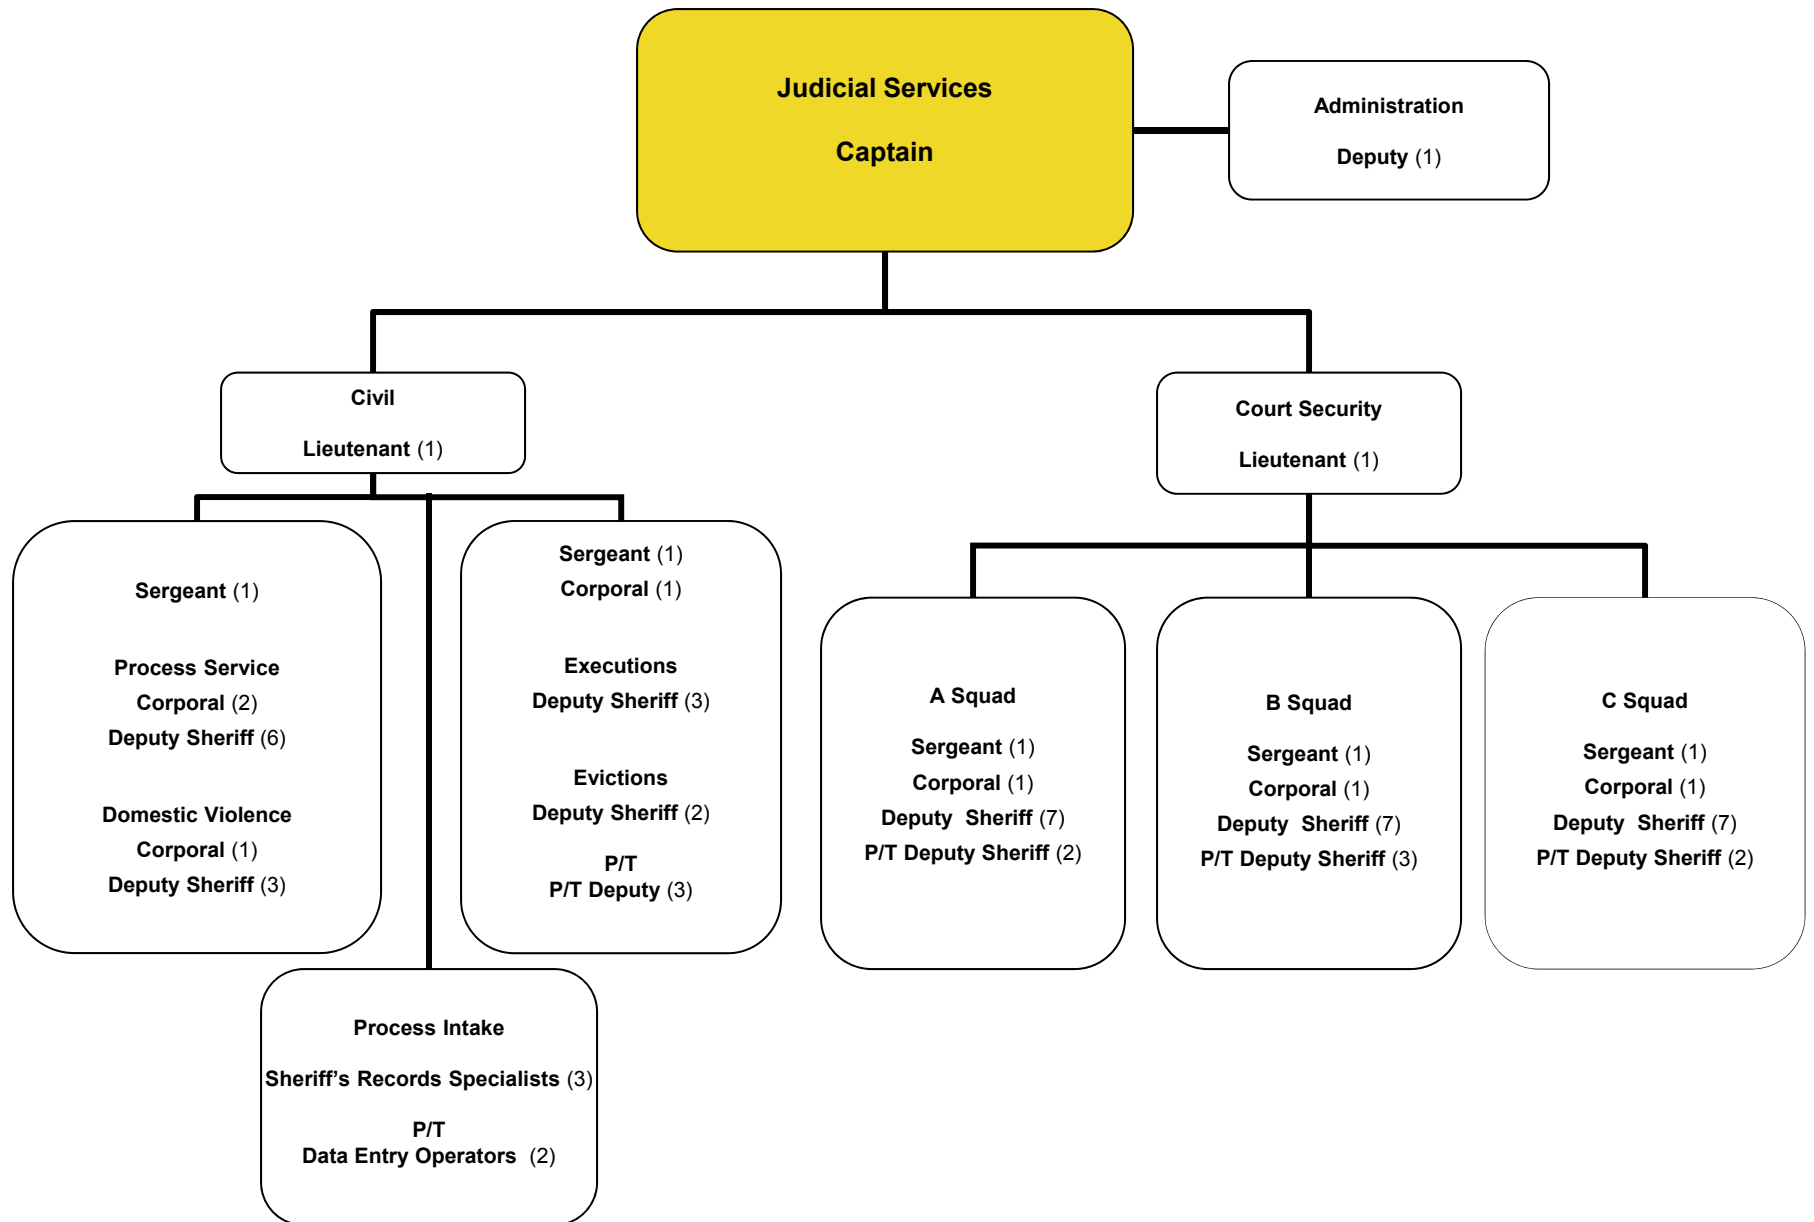 Judicial Services
Captain
Administration
Deputy (1)
Civil
Lieutenant (1)
Court Security
Lieutenant (1)
Sergeant (1)
Process Service
Corporal (2)
Deputy Sheriff (6)
Domestic Violence
Corporal (1)
Deputy Sheriff (3)
Sergeant (1)
Corporal (1)
Executions
Deputy Sheriff (3)
Evictions
Deputy Sheriff (2)
P/T
P/T Deputy (3)
Process Intake
Sheriff’s Records Specialists (3)
P/T
Data Entry Operators (2)
A Squad
Sergeant (1)
Corporal (1)
Deputy Sheriff (7)
P/T Deputy Sheriff (2)
B Squad
Sergeant (1)
Corporal (1)
Deputy Sheriff (7)
P/T Deputy Sheriff (3)
C Squad
Sergeant (1)
Corporal (1)
Deputy Sheriff (7)
P/T Deputy Sheriff (2)